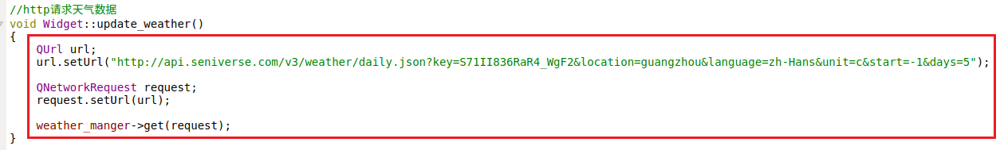 //http请求天气数据
void Widget::update_weather()
{
QUrl url;
url.setUrl("http://api.seniverse.com/v3/weather/daily.json?key=S71II836RaR4_WgF2&location=guangzhou&language=zh-Hans&unit=c&start=-1&days=5");
QNetworkRequest request;
request.setUrl(url);
weather_manger->get(request);
}